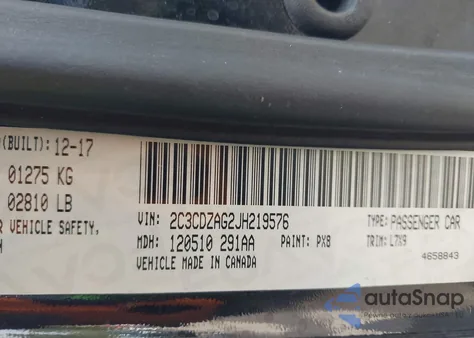 (BUILT): 12-17
01275 KG
02810 LB
R VEHICLE SAFETY,
VIN: 2C3CDZAG2JH219576
TYPE: PASSENGER CAR
MDH: 120510 291AA
PAINT: PX8
TRIM: L7X9
VEHICLE MADE IN CANADA
4658843
autoSnap